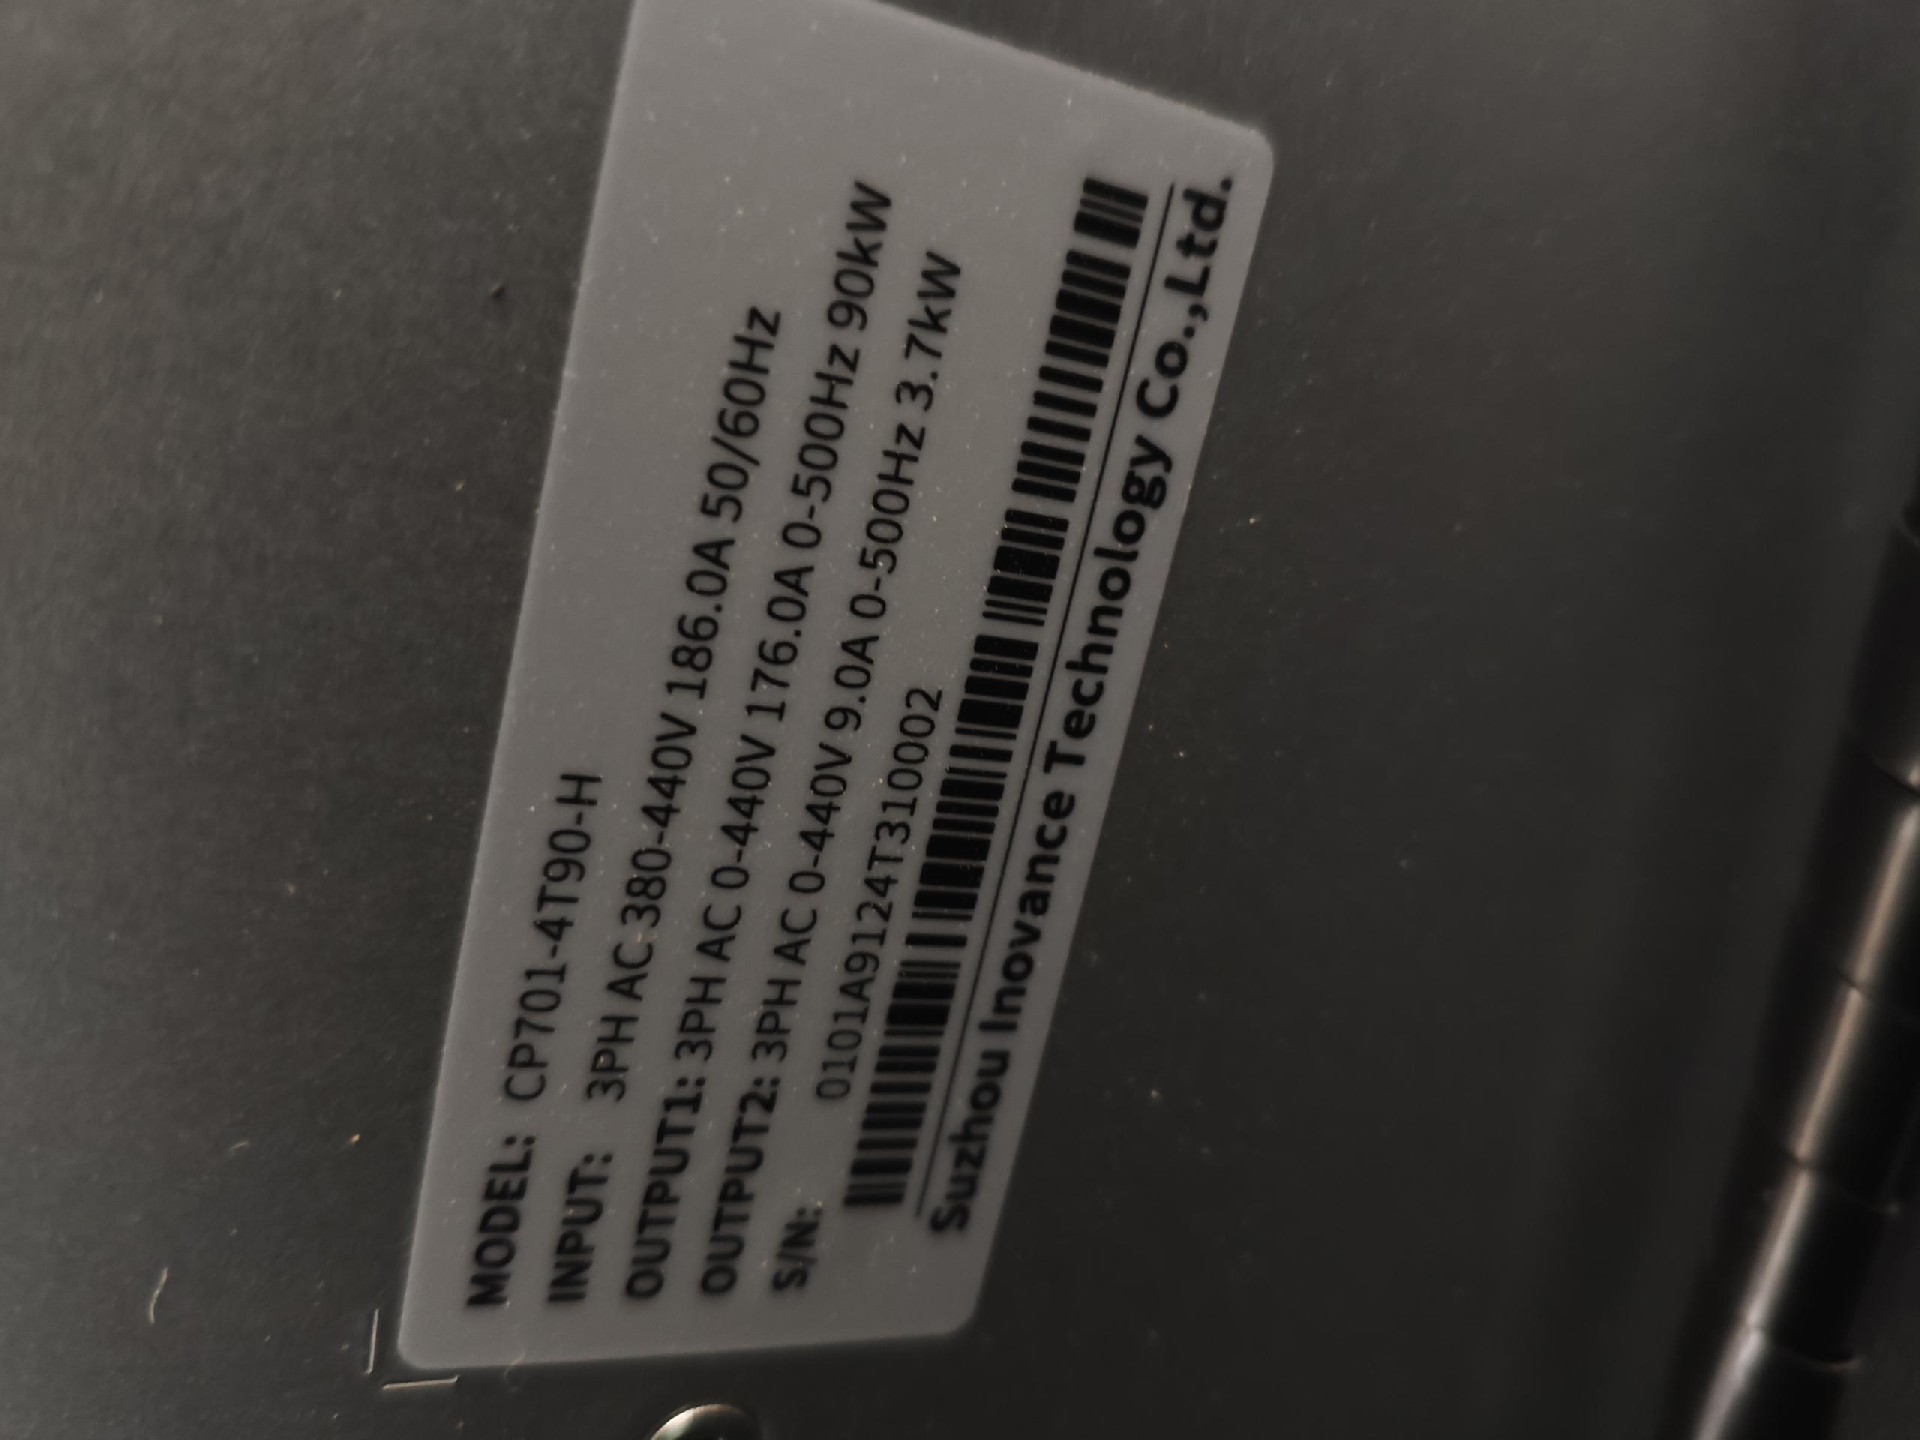 MODEL: CP701-4T90-H
INPUT: 3PH AC 380-440V 186.0A 50/60Hz
OUTPUT1: 3PH AC 0-440V 176.0A 0-500Hz 90kW
OUTPUT2: 3PH AC 0-440V 9.0A 0-500Hz 3.7kW
S/N: 0101A9124T310002
Suzhou Inovance Technology Co.,Ltd.